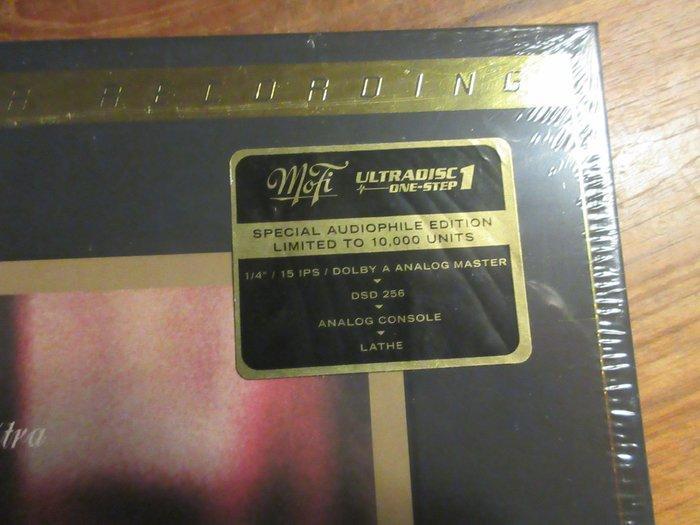 RECORDING
MoFi ULTRADISC
ONE-STEP 1
SPECIAL AUDIOPHILE EDITION
LIMITED TO 10,000 UNITS
1/4" / 15 IPS / DOLBY A ANALOG MASTER
DSD 256
ANALOG CONSOLE
LATHE